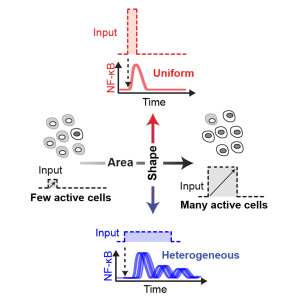 Input
NF-κB
Uniform
Time
Input
Area
Shape
Input
Few active cells
Many active cells
Input
NF-κB
Heterogeneous
Time